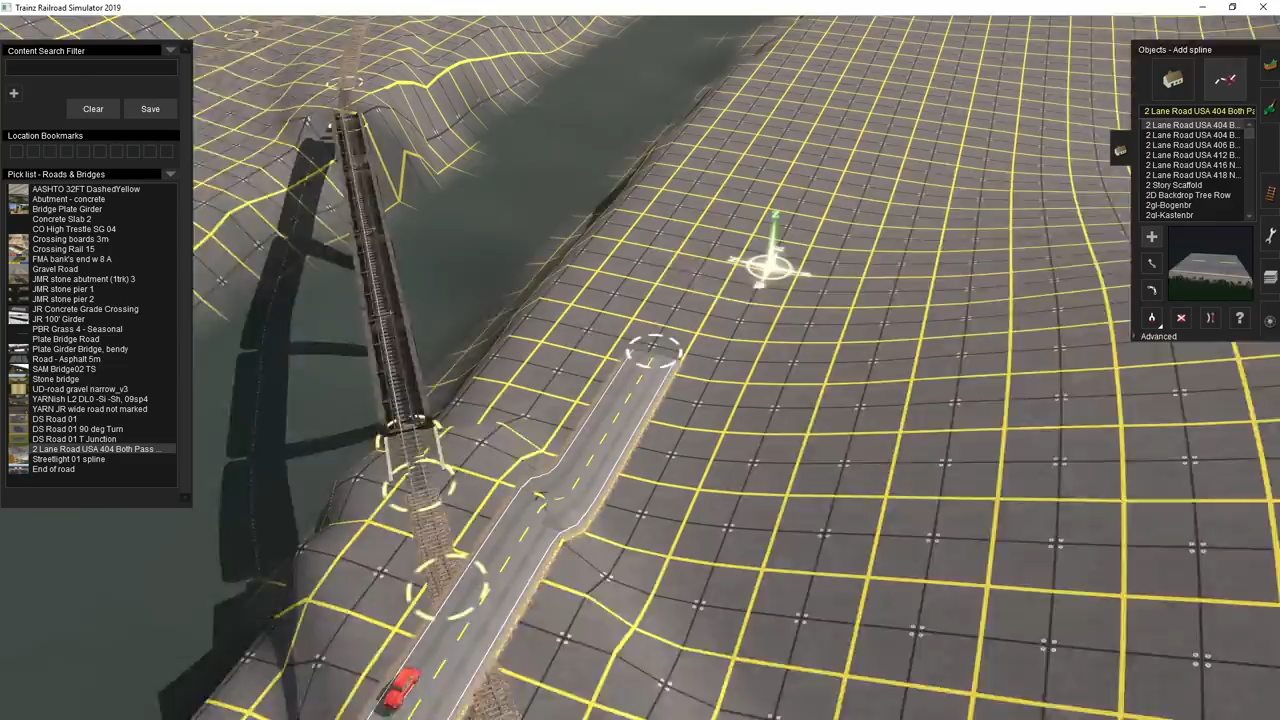 Trainz Railroad Simulator 2019
Content Search Filter
Clear
Save
Location Bookmarks
Pick list - Roads & Bridges
AASHTO 32FT DashedYellow
Abutment - concrete
Bridge Plate Girder
Concrete Slab 2
CO High Trestle SG 04
Crossing boards 3m
Crossing Rail 15
FMA bank's end w 8 A
Gravel Road
JMR stone abutment (1trk) 3
JMR stone pier 1
JMR stone pier 2
JR Concrete Grade Crossing
JR 100' Girder
PBR Grass 4 - Seasonal
Plate Bridge Road
Plate Girder Bridge, bendy
Road - Asphalt 5m
SAM Bridge02 TS
Stone bridge
UD-road gravel narrow_v3
YARNish L2 DL0 -Si -Sh, 09sp4
YARN JR wide road not marked
DS Road 01
DS Road 01 90 deg Turn
DS Road 01 T Junction
2 Lane Road USA 404 Both Pass ...
Streetlight 01 spline
End of road
Objects - Add spline
2 Lane Road USA 404 Both Pa
2 Lane Road USA 404 B...
2 Lane Road USA 404 B...
2 Lane Road USA 406 B...
2 Lane Road USA 412 B...
2 Lane Road USA 416 N...
2 Lane Road USA 418 N...
2 Story Scaffold
2D Backdrop Tree Row
2gl-Bogenbr
2gl-Kastenbr
?
Advanced